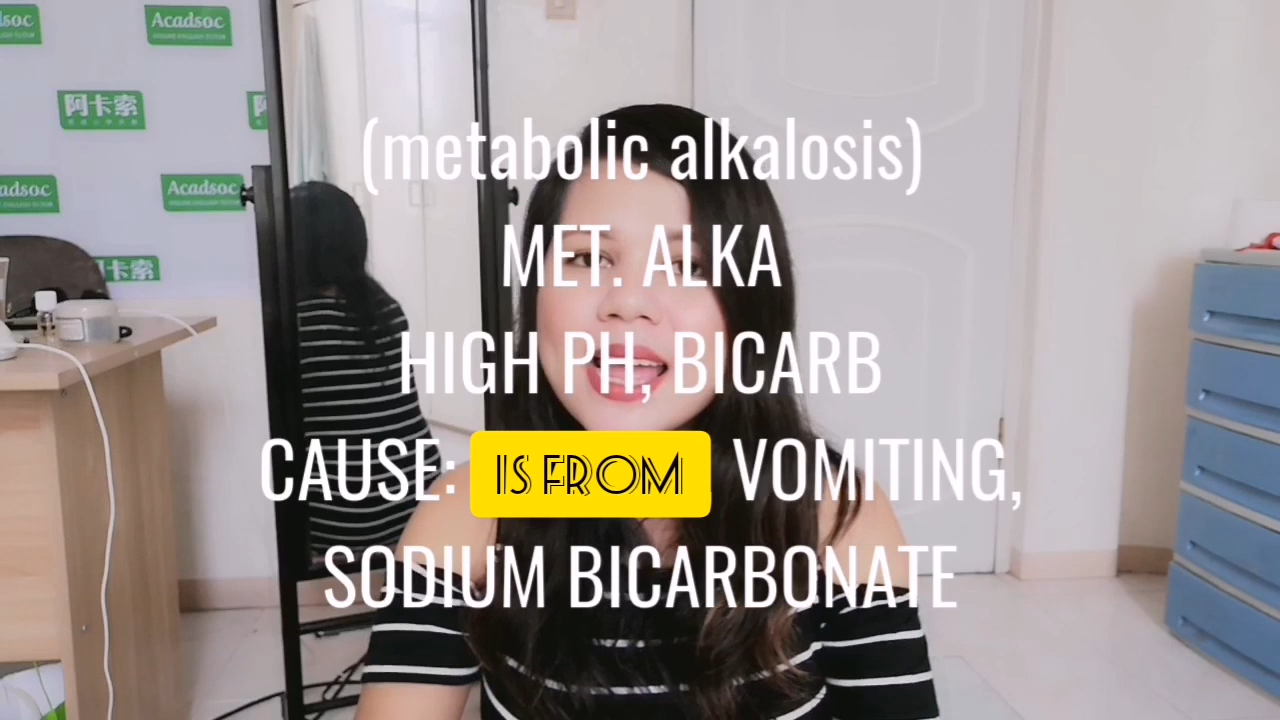 Acadsoc
阿卡索
Acadsoc
阿卡索
(metabolic alkalosis)
MET. ALKA
HIGH PH, BICARB
CAUSE: IS FROM VOMITING,
SODIUM BICARBONATE